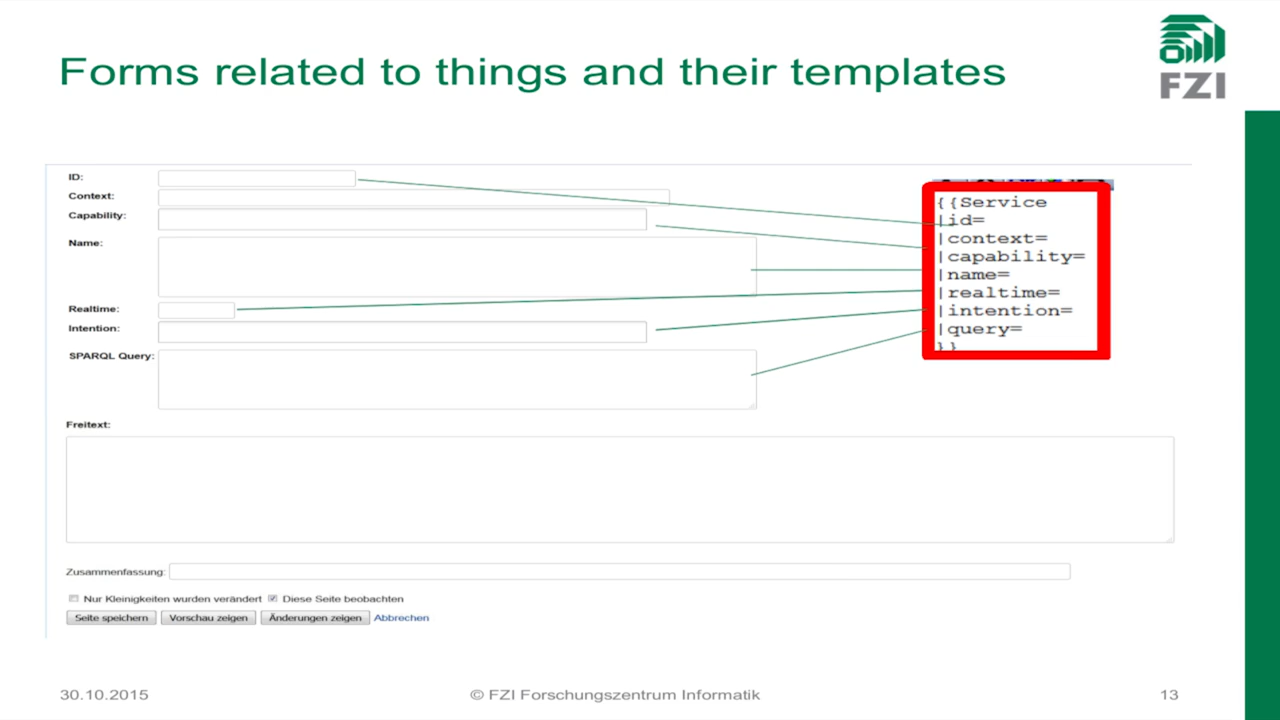 Forms related to things and their templates
FZI
ID:
Context:
Capability:
Name:
Realtime:
Intention:
SPARQL Query:
{{Service
|id=
|context=
|capability=
|name=
|realtime=
|intention=
|query=
}}
Freitext:
Zusammenfassung:
Nur Kleinigkeiten wurden verändert Diese Seite beobachten
Seite speichern Vorschau zeigen Änderungen zeigen Abbrechen
30.10.2015 © FZI Forschungszentrum Informatik 13